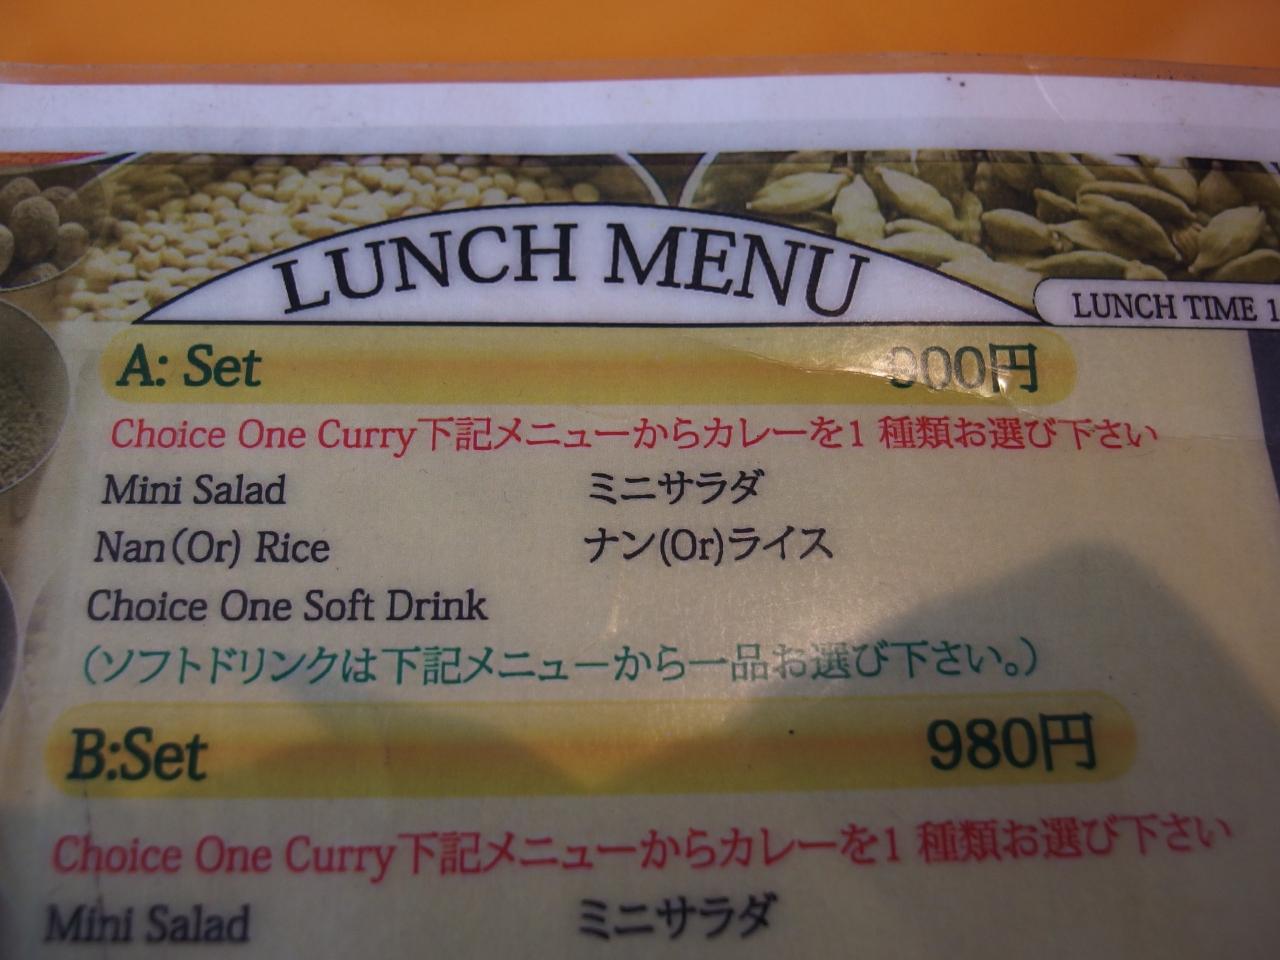 LUNCH MENU
LUNCH TIME 1
A: Set 900円
Choice One Curry下記メニューからカレーを1 種類お選び下さい
Mini Salad ミニサラダ
Nan(Or) Rice ナン(Or)ライス
Choice One Soft Drink
(ソフトドリンクは下記メニューから一品お選び下さい。)
B:Set 980円
Choice One Curry下記メニューからカレーを1 種類お選び下さい
Mini Salad ミニサラダ